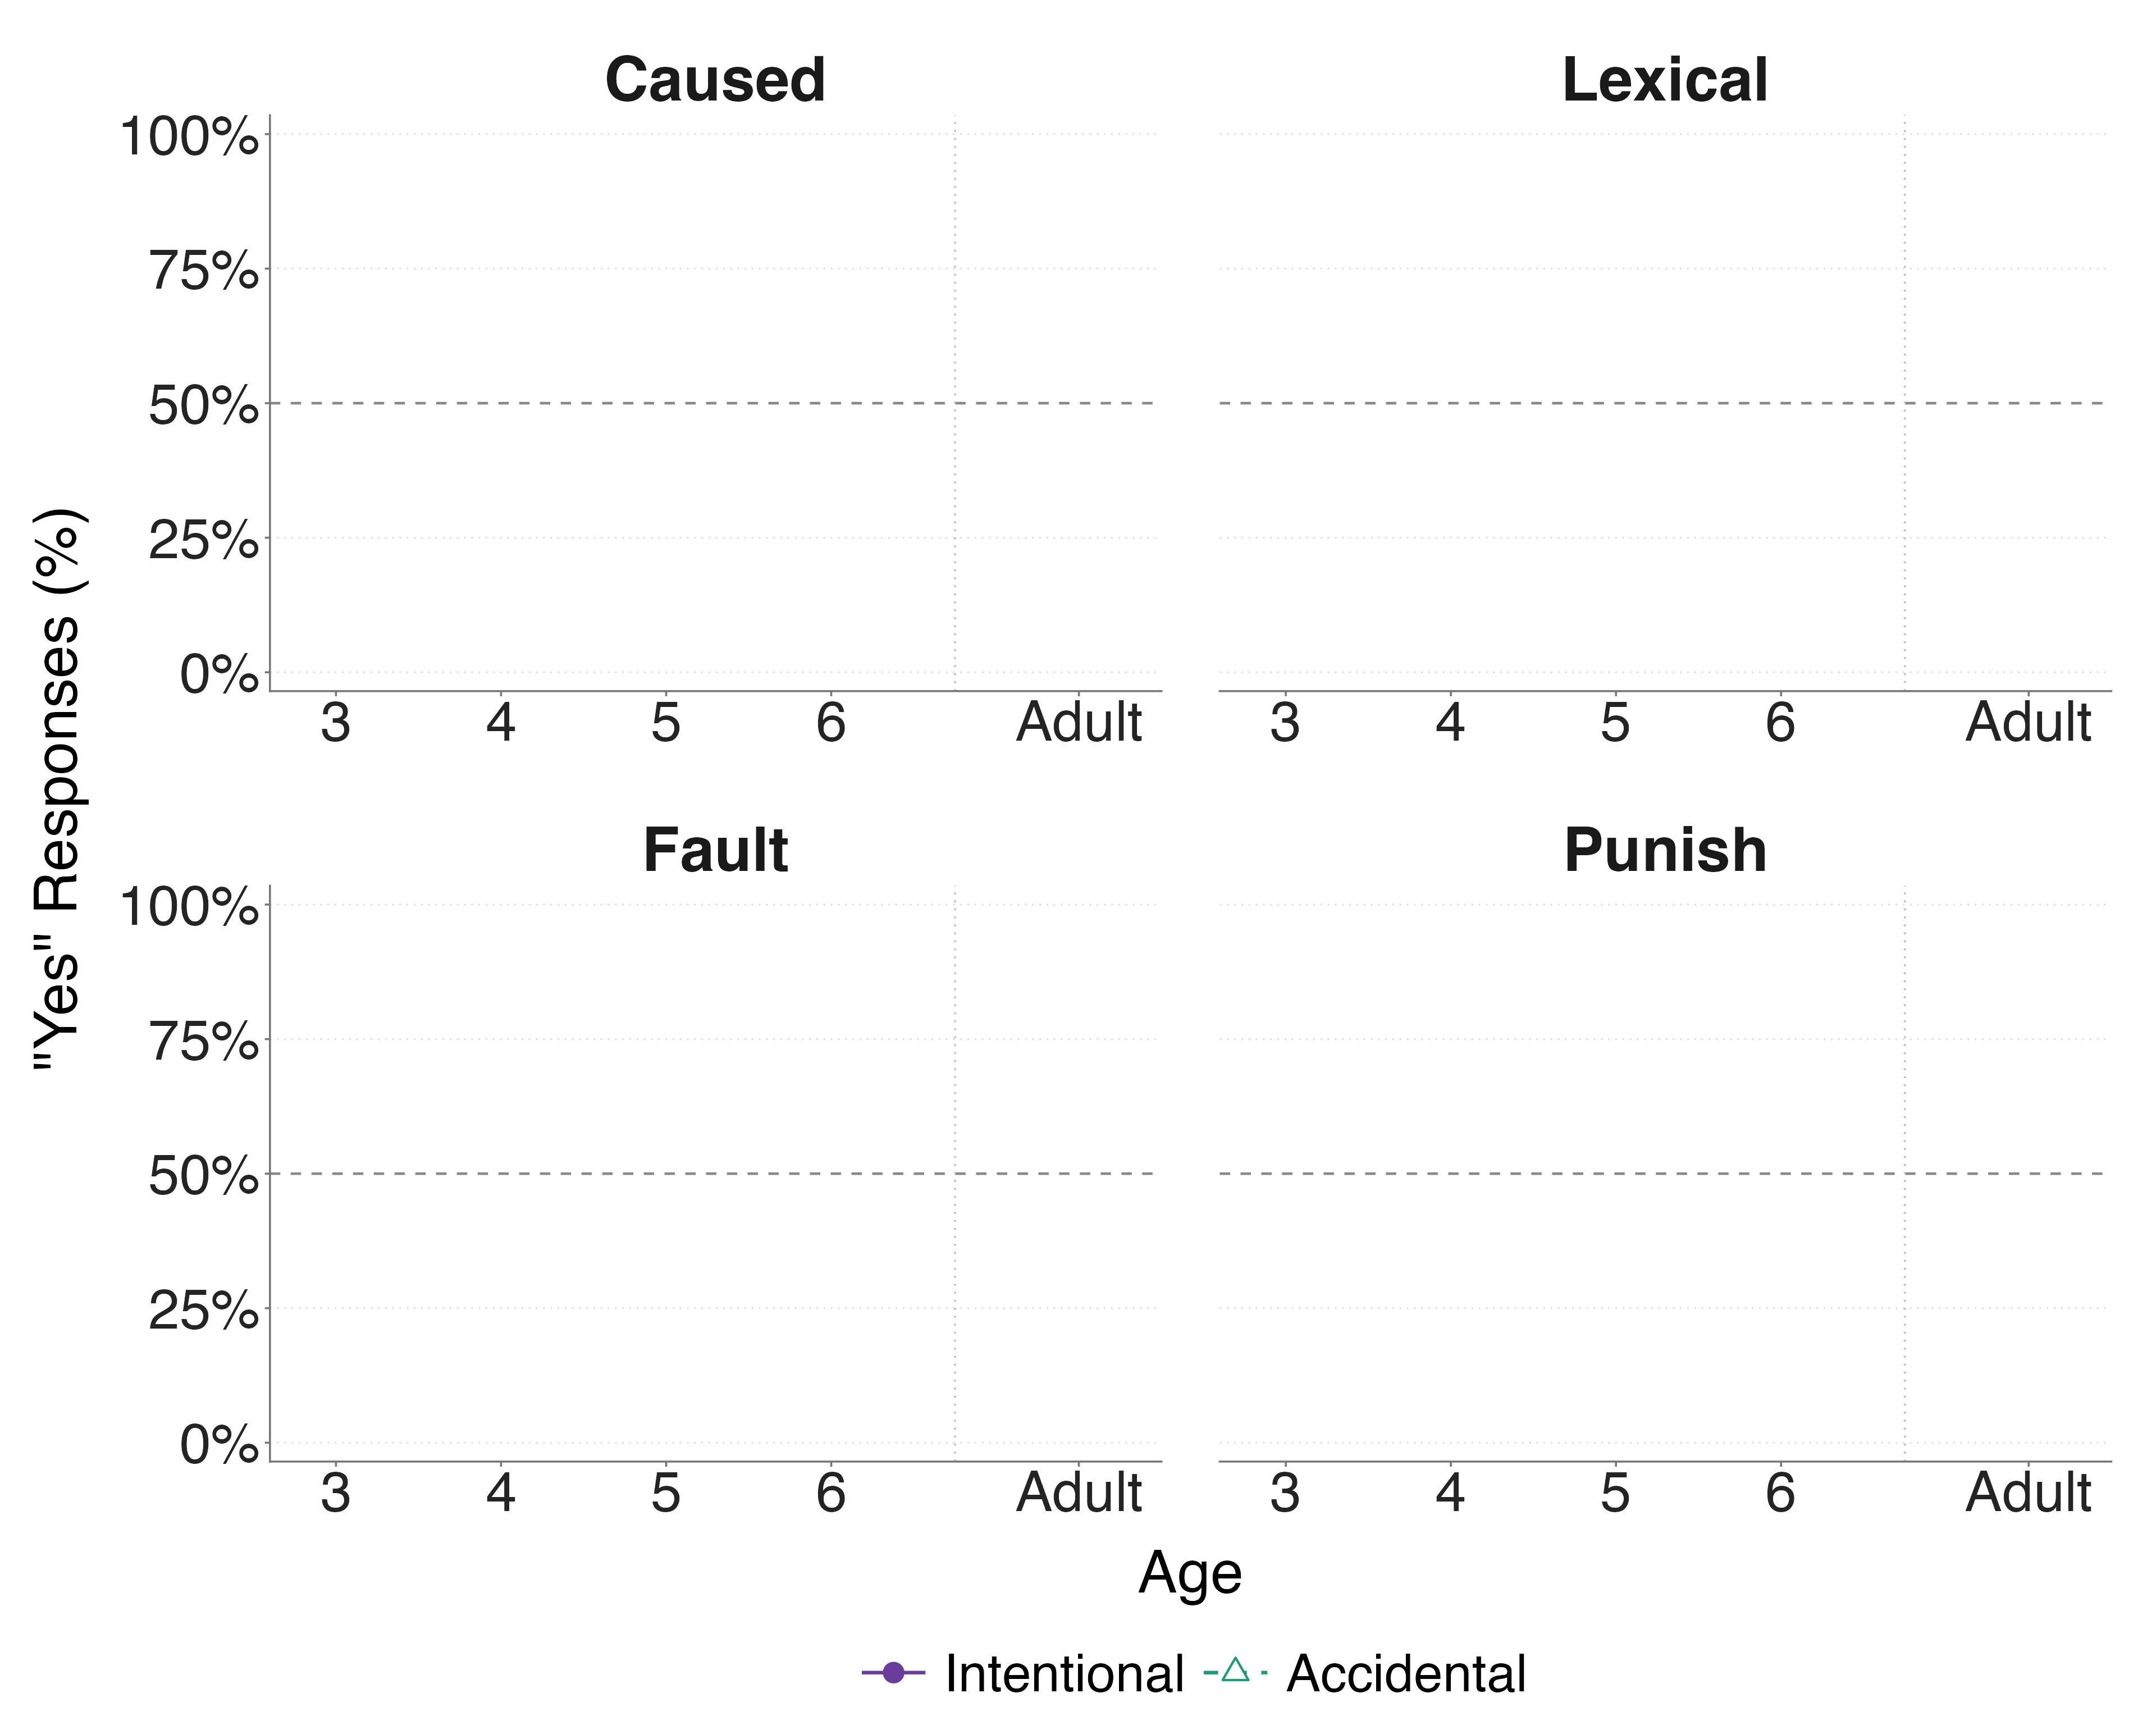 Caused
Lexical
100%
75%
50%
25%
0%
3 4 5 6 Adult
3 4 5 6 Adult
"Yes" Responses (%)
Fault
Punish
100%
75%
50%
25%
0%
3 4 5 6 Adult
3 4 5 6 Adult
Age
Intentional Accidental